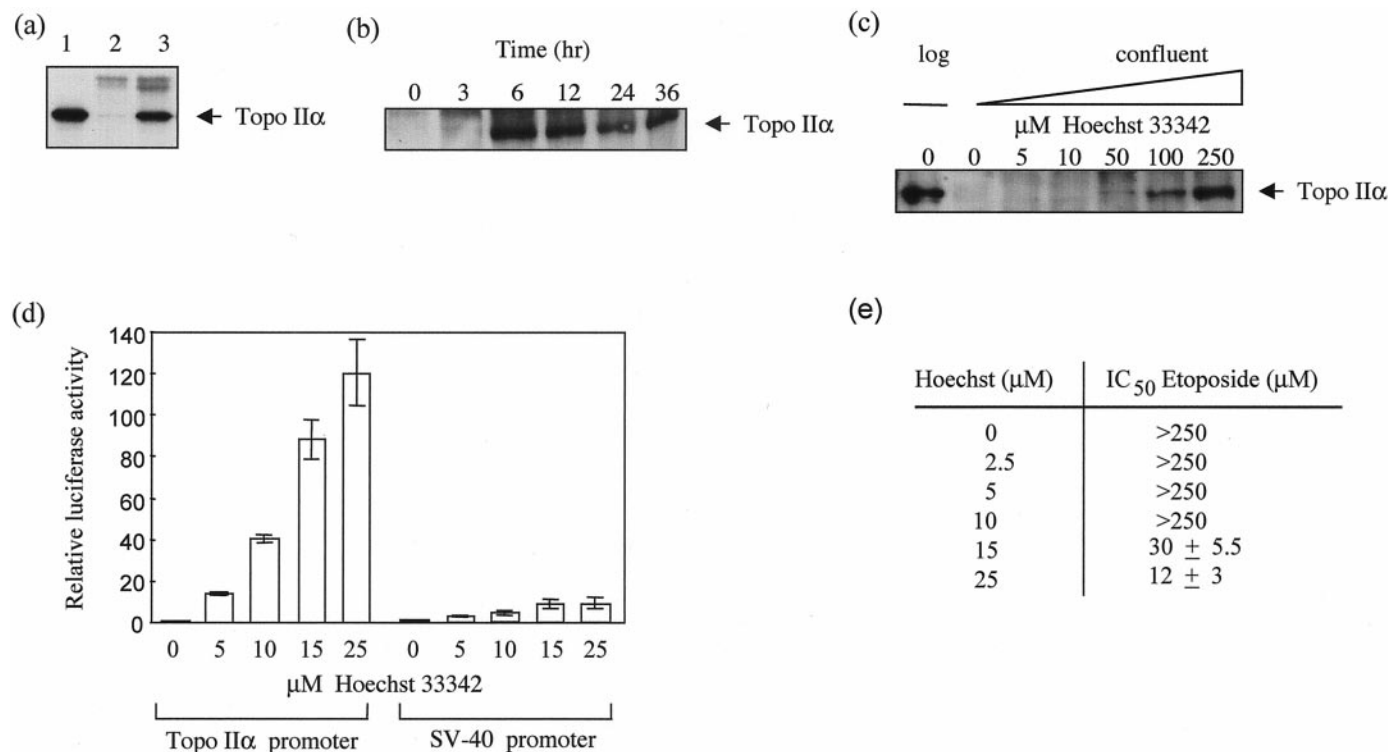 (a)
1 2 3
Topo IIα
(b)
Time (hr)
0 3 6 12 24 36
Topo IIα
(c)
log confluent
μM Hoechst 33342
0 0 5 10 50 100 250
Topo IIα
(d)
Relative luciferase activity
140
120
100
80
60
40
20
0
0 5 10 15 25 0 5 10 15 25
μM Hoechst 33342
Topo IIα promoter SV-40 promoter
(e)
Hoechst (μM) IC50 Etoposide (μM)
0 >250
2.5 >250
5 >250
10 >250
15 30 ± 5.5
25 12 ± 3